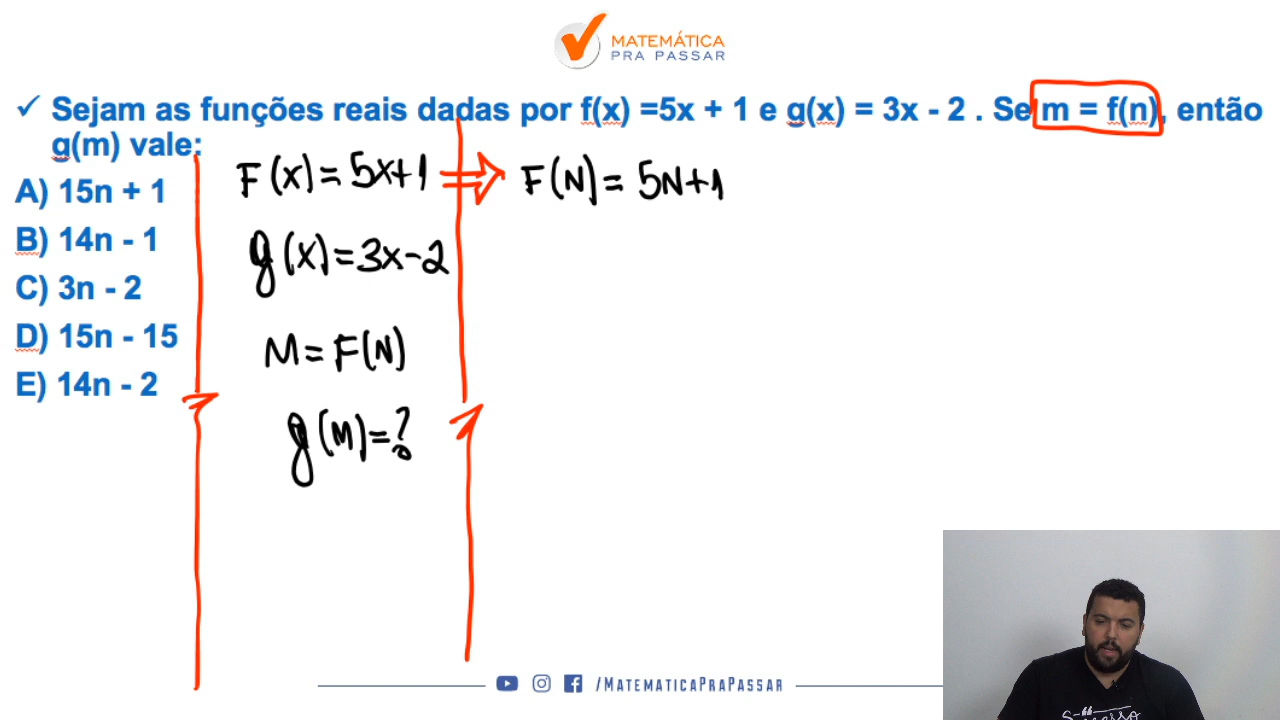 MATEMÁTICA
PRA PASSAR
✓ Sejam as funções reais dadas por f(x) =5x + 1 e g(x) = 3x - 2 . Se m = f(n), então
g(m) vale:
A) 15n + 1
B) 14n - 1
C) 3n - 2
D) 15n - 15
E) 14n - 2
F(x) = 5x+1 ⇒ F(N) = 5N+1
g(x) = 3x-2
M = F(N)
g(M) = ?
/MATEMATICAPRAPASSAR